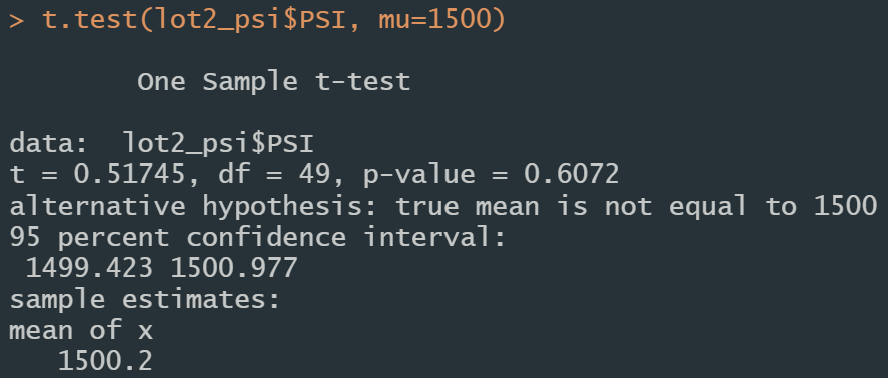 > t.test(lot2_psi$PSI, mu=1500)
One Sample t-test
data:  lot2_psi$PSI
t = 0.51745, df = 49, p-value = 0.6072
alternative hypothesis: true mean is not equal to 1500
95 percent confidence interval:
 1499.423 1500.977
sample estimates:
mean of x
1500.2